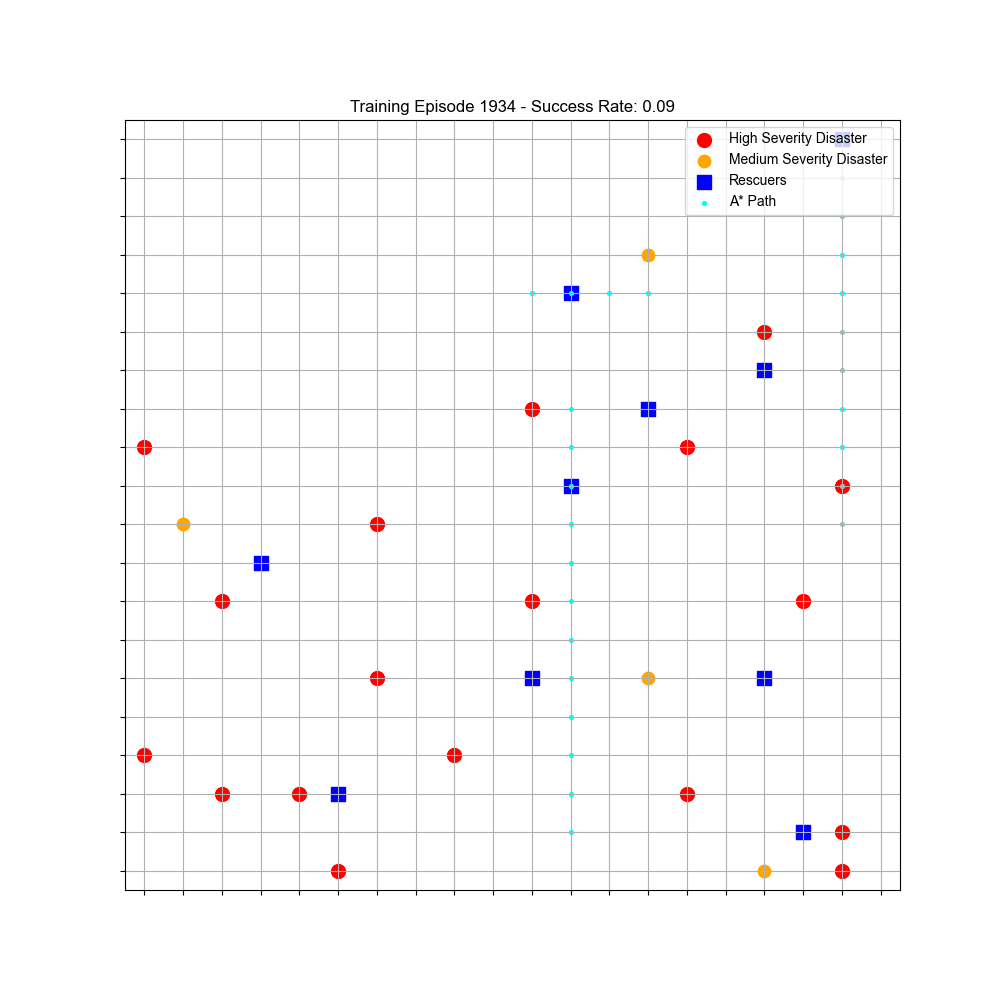 Training Episode 1934 - Success Rate: 0.09
High Severity Disaster
Medium Severity Disaster
Rescuers
A* Path